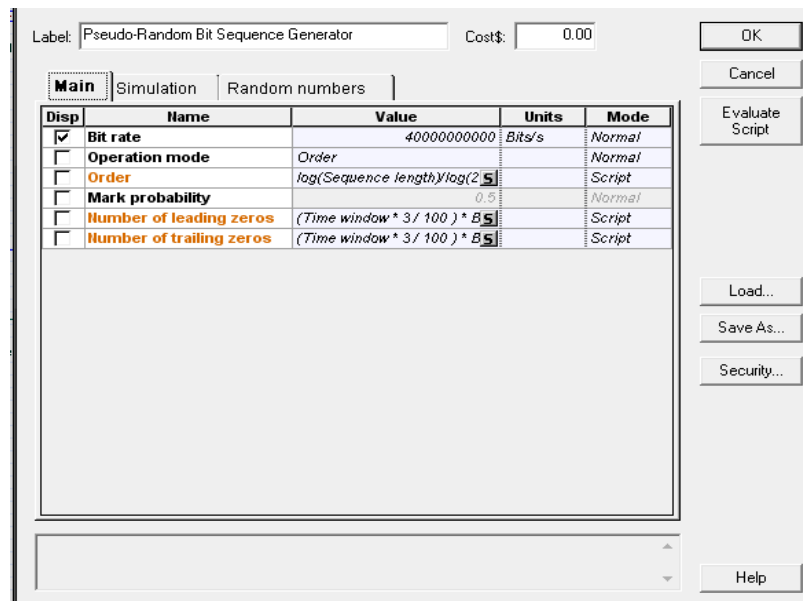 Label: Pseudo-Random Bit Sequence Generator Cost$: 0.00 OK
Cancel
Main Simulation Random numbers
Disp Name Value Units Mode Evaluate Script
Bit rate 40000000000 Bits/s Normal
Operation mode Order Normal
Order log(Sequence length)/log(2 S Script
Mark probability 0.5 Normal
Number of leading zeros (Time window * 3 / 100 ) * B S Script
Number of trailing zeros (Time window * 3 / 100 ) * B S Script
Load...
Save As...
Security...
Help